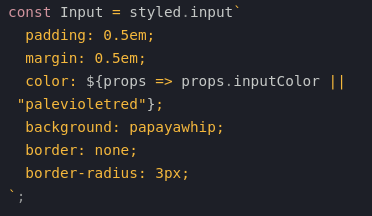 const Input = styled.input`
  padding: 0.5em;
  margin: 0.5em;
  color: ${props => props.inputColor ||
 "palevioletred"};
  background: papayawhip;
  border: none;
  border-radius: 3px;
`;